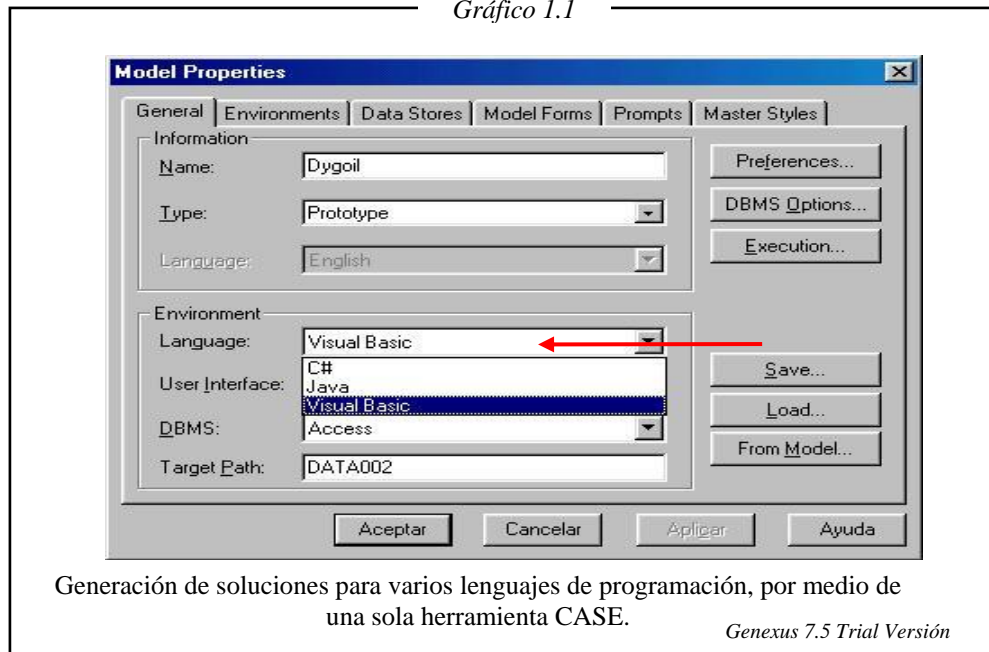 Gráfico 1.1
Model Properties
General Environments Data Stores Model Forms Prompts Master Styles
Information
Name: Dygoil
Type: Prototype
Language: English
Preferences...
DBMS Options...
Execution...
Environment
Language: Visual Basic
C#
User Interface: Java
Visual Basic
DBMS: Access
Target Path: DATA002
Save...
Load...
From Model...
Aceptar Cancelar Aplicar Ayuda
Generación de soluciones para varios lenguajes de programación, por medio de
una sola herramienta CASE.
Genexus 7.5 Trial Versión